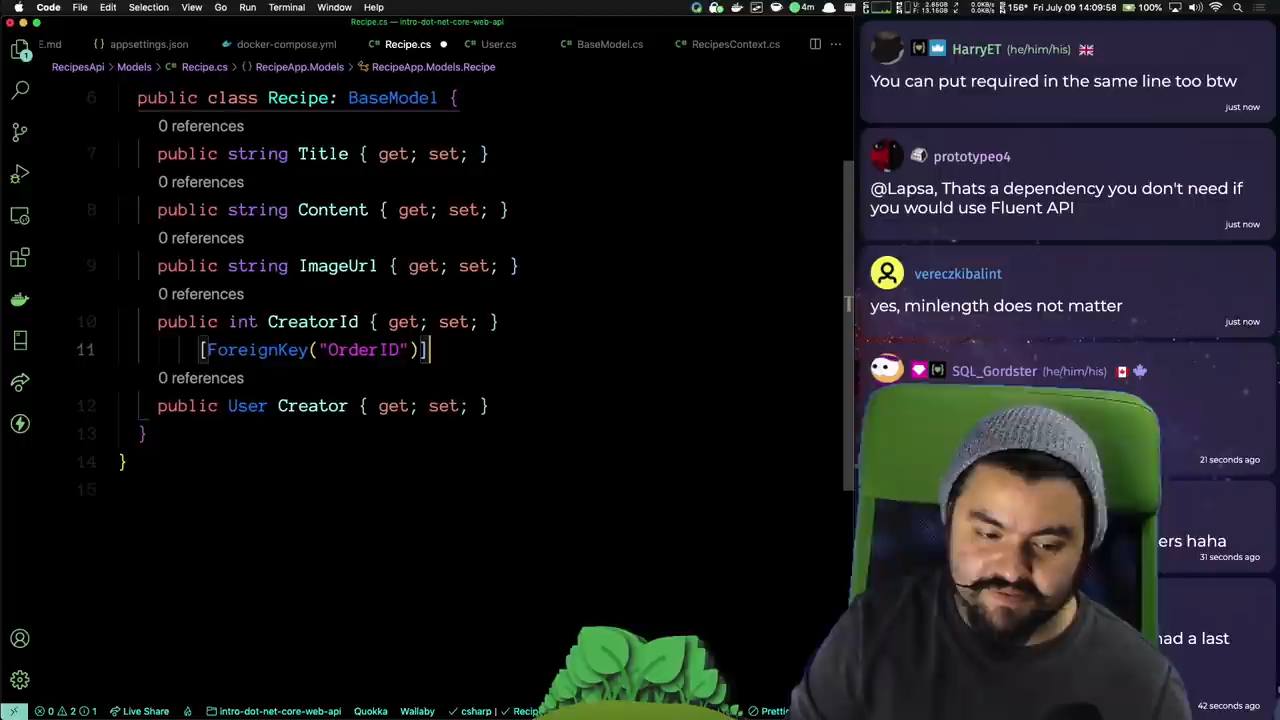 Code File Edit Selection View Go Run Terminal Window Help
4m
156° Fri July 09 14:09:58
100%
Recipe.cs — intro-dot-net-core-web-api
E.md appsettings.json docker-compose.yml Recipe.cs User.cs BaseModel.cs RecipesContext.cs
RecipesApi Models Recipe.cs RecipeApp.Models RecipeApp.Models.Recipe
6 public class Recipe: BaseModel {
0 references
7 public string Title { get; set; }
0 references
8 public string Content { get; set; }
0 references
9 public string ImageUrl { get; set; }
0 references
10 public int CreatorId { get; set; }
11 [ForeignKey("OrderID")]
0 references
12 public User Creator { get; set; }
13 }
14 }
15
0 2 1 Live Share intro-dot-net-core-web-api Quokka Wallaby csharp | Recip
Pretti
HarryET (he/him/his)
You can put required in the same line too btw
just now
prototypeo4
@Lapsa, Thats a dependency you don't need if
you would use Fluent API
just now
vereczkibalint
yes, minlength does not matter
just now
SQL_Gordster (he/him/his)
21 seconds ago
ers haha
31 seconds ago
had a last
42 seconds ago